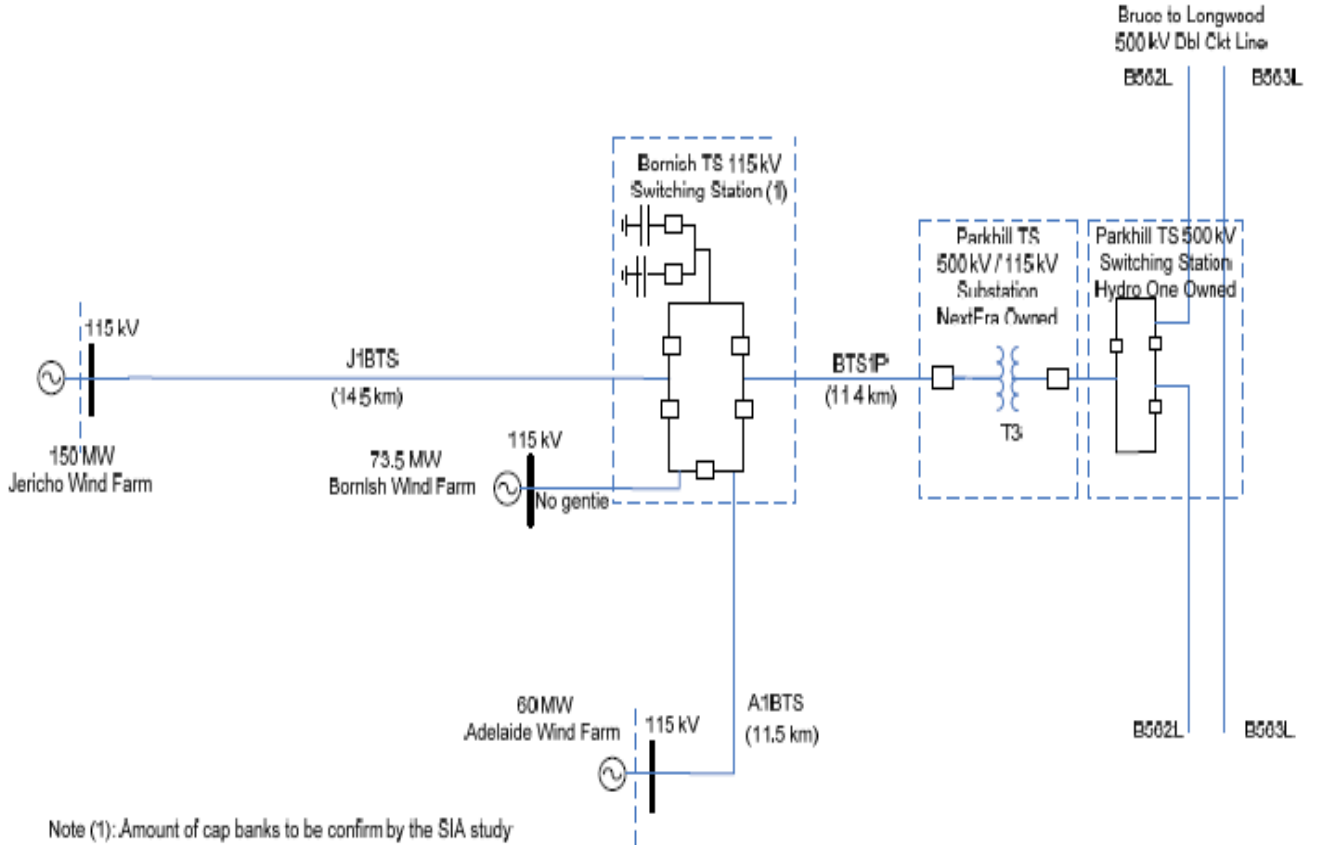 Bruce to Longwood
500 kV Dbl Ckt Line
B562L
B563L
Bornish TS 115 kV
Switching Station (1)
Parkhill TS
500 kV / 115 kV
Substation
NextEra Owned
Parkhill TS 500 kV
Switching Station
Hydro One Owned
115 kV
J1BTS
(14.5 km)
BTS1P
(11.4 km)
T3
150 MW
Jericho Wind Farm
73.5 MW
Bornish Wind Farm
115 kV
No gentie
60 MW
Adelaide Wind Farm
115 kV
A1BTS
(11.5 km)
B562L
B563L
Note (1): Amount of cap banks to be confirm by the SIA study